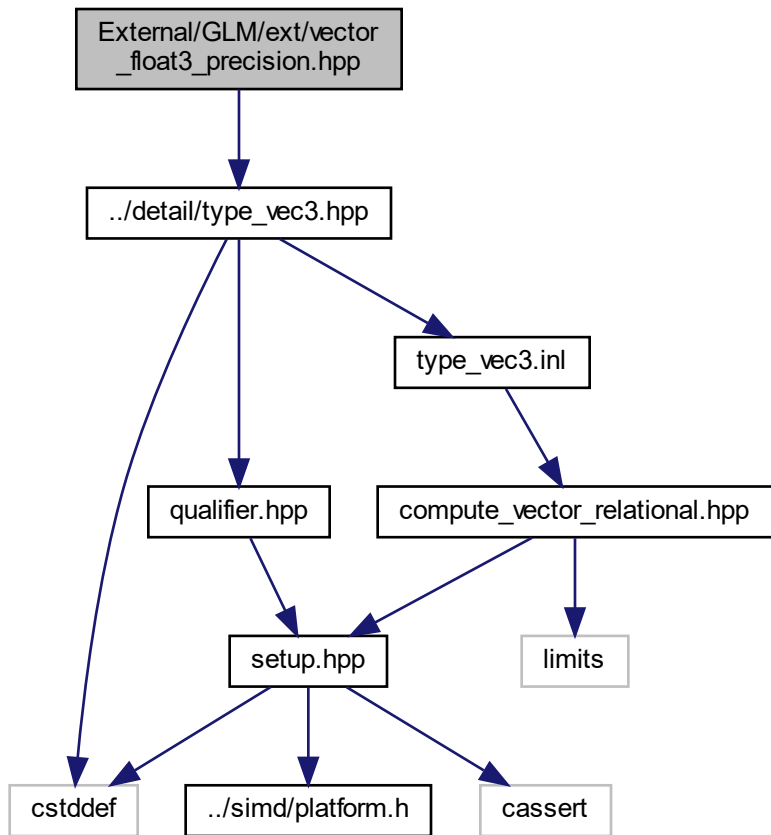 External/GLM/ext/vector
_float3_precision.hpp
../detail/type_vec3.hpp
type_vec3.inl
qualifier.hpp
compute_vector_relational.hpp
setup.hpp
limits
cstddef
../simd/platform.h
cassert